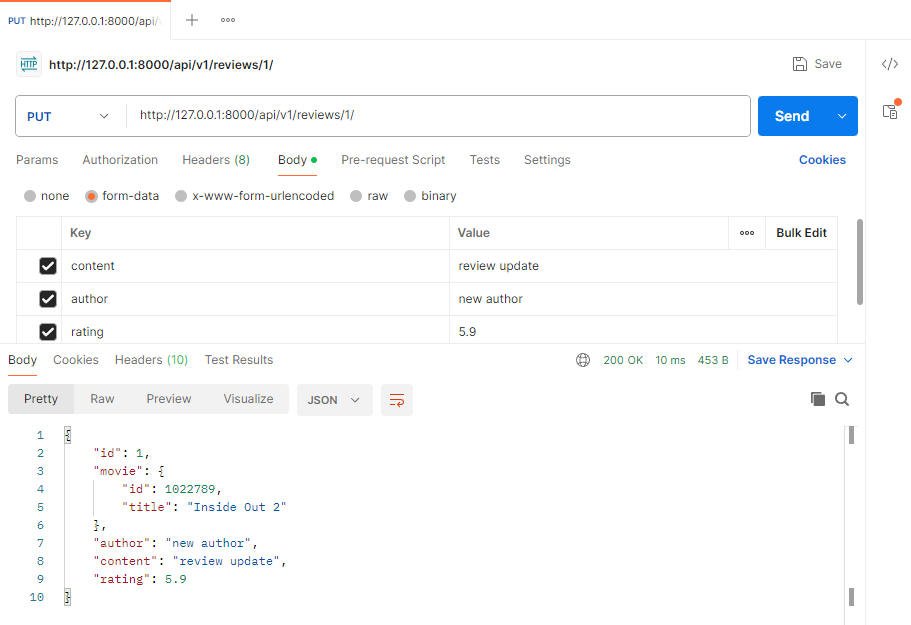 PUT http://127.0.0.1:8000/api/
http://127.0.0.1:8000/api/v1/reviews/1/
Save
PUT http://127.0.0.1:8000/api/v1/reviews/1/ Send
Params Authorization Headers (8) Body Pre-request Script Tests Settings Cookies
none form-data x-www-form-urlencoded raw binary
Key Value Bulk Edit
content review update
author new author
rating 5.9
Body Cookies Headers (10) Test Results 200 OK 10 ms 453 B Save Response
Pretty Raw Preview Visualize JSON
1 {
2 "id": 1,
3 "movie": {
4 "id": 1022789,
5 "title": "Inside Out 2"
6 },
7 "author": "new author",
8 "content": "review update",
9 "rating": 5.9
10 }